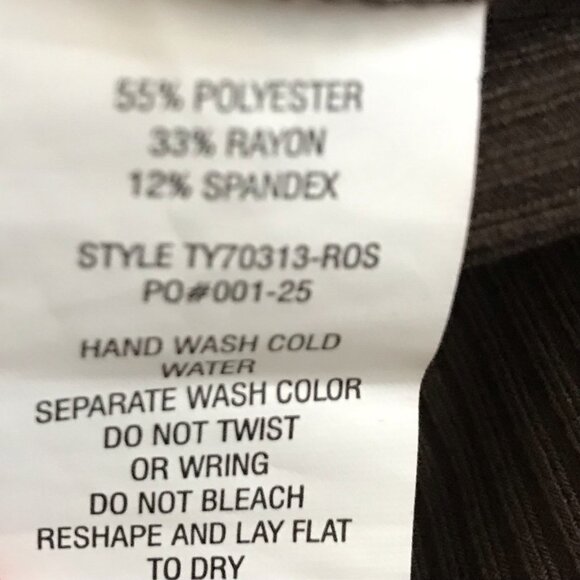 55% POLYESTER
33% RAYON
12% SPANDEX
STYLE TY70313-ROS
PO#001-25
HAND WASH COLD
WATER
SEPARATE WASH COLOR
DO NOT TWIST
OR WRING
DO NOT BLEACH
RESHAPE AND LAY FLAT
TO DRY